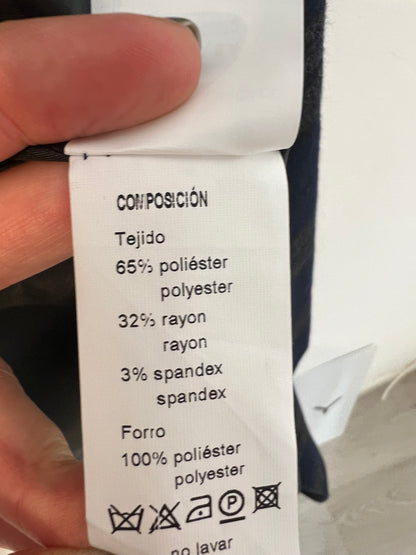 COMPOSICIÓN
Tejido
65% poliéster
polyester
32% rayon
rayon
3% spandex
spandex
Forro
100% poliéster
polyester
P
no lavar